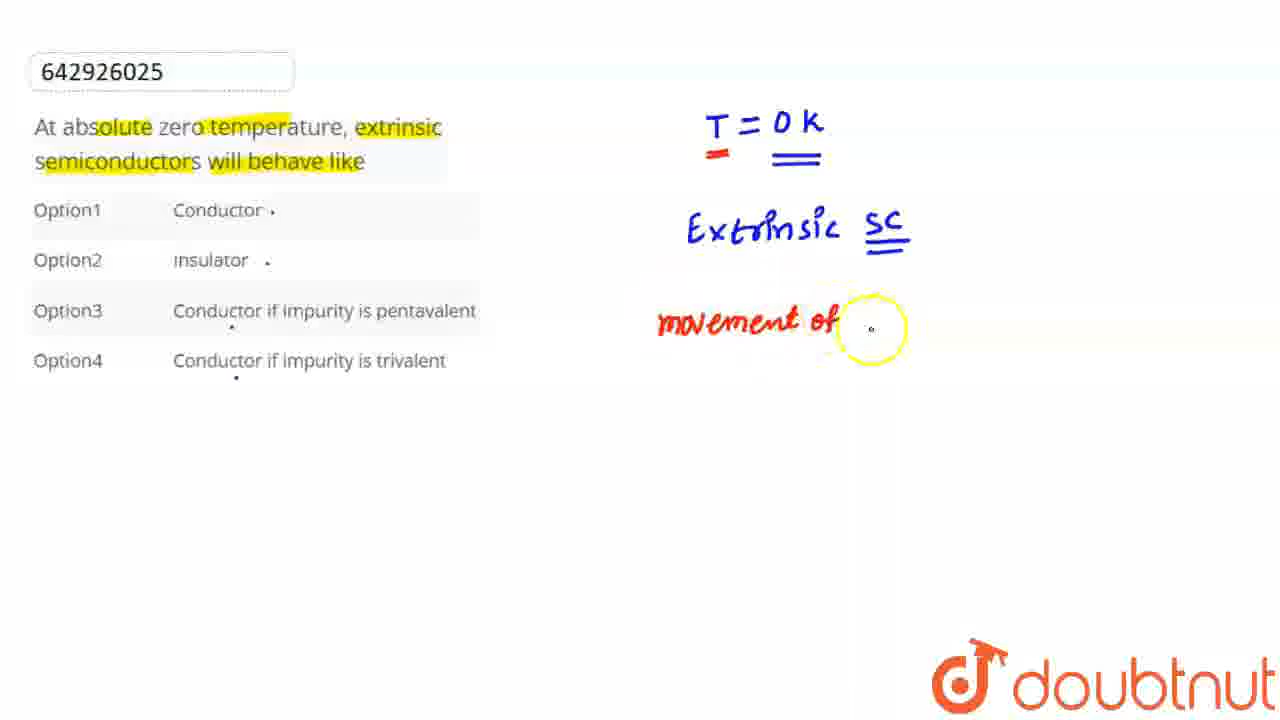 642926025
At absolute zero temperature, extrinsic
semiconductors will behave like
Option1 Conductor
Option2 insulator
Option3 Conductor if impurity is pentavalent
Option4 Conductor if impurity is trivalent
T = 0 K
Extrinsic SC
movement of
doubtnut